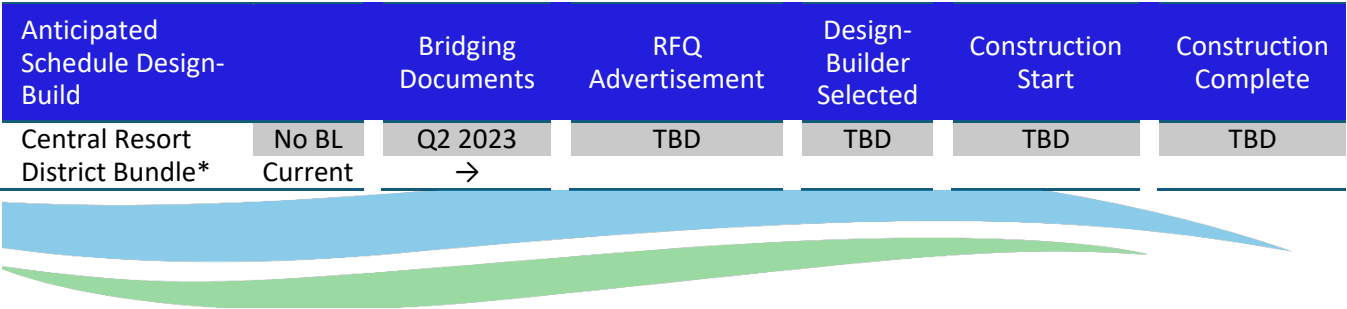 Anticipated
Schedule Design-
Build
Bridging
Documents
RFQ
Advertisement
Design-
Builder
Selected
Construction
Start
Construction
Complete
Central Resort No BL Q2 2023 TBD TBD TBD TBD
District Bundle* Current →